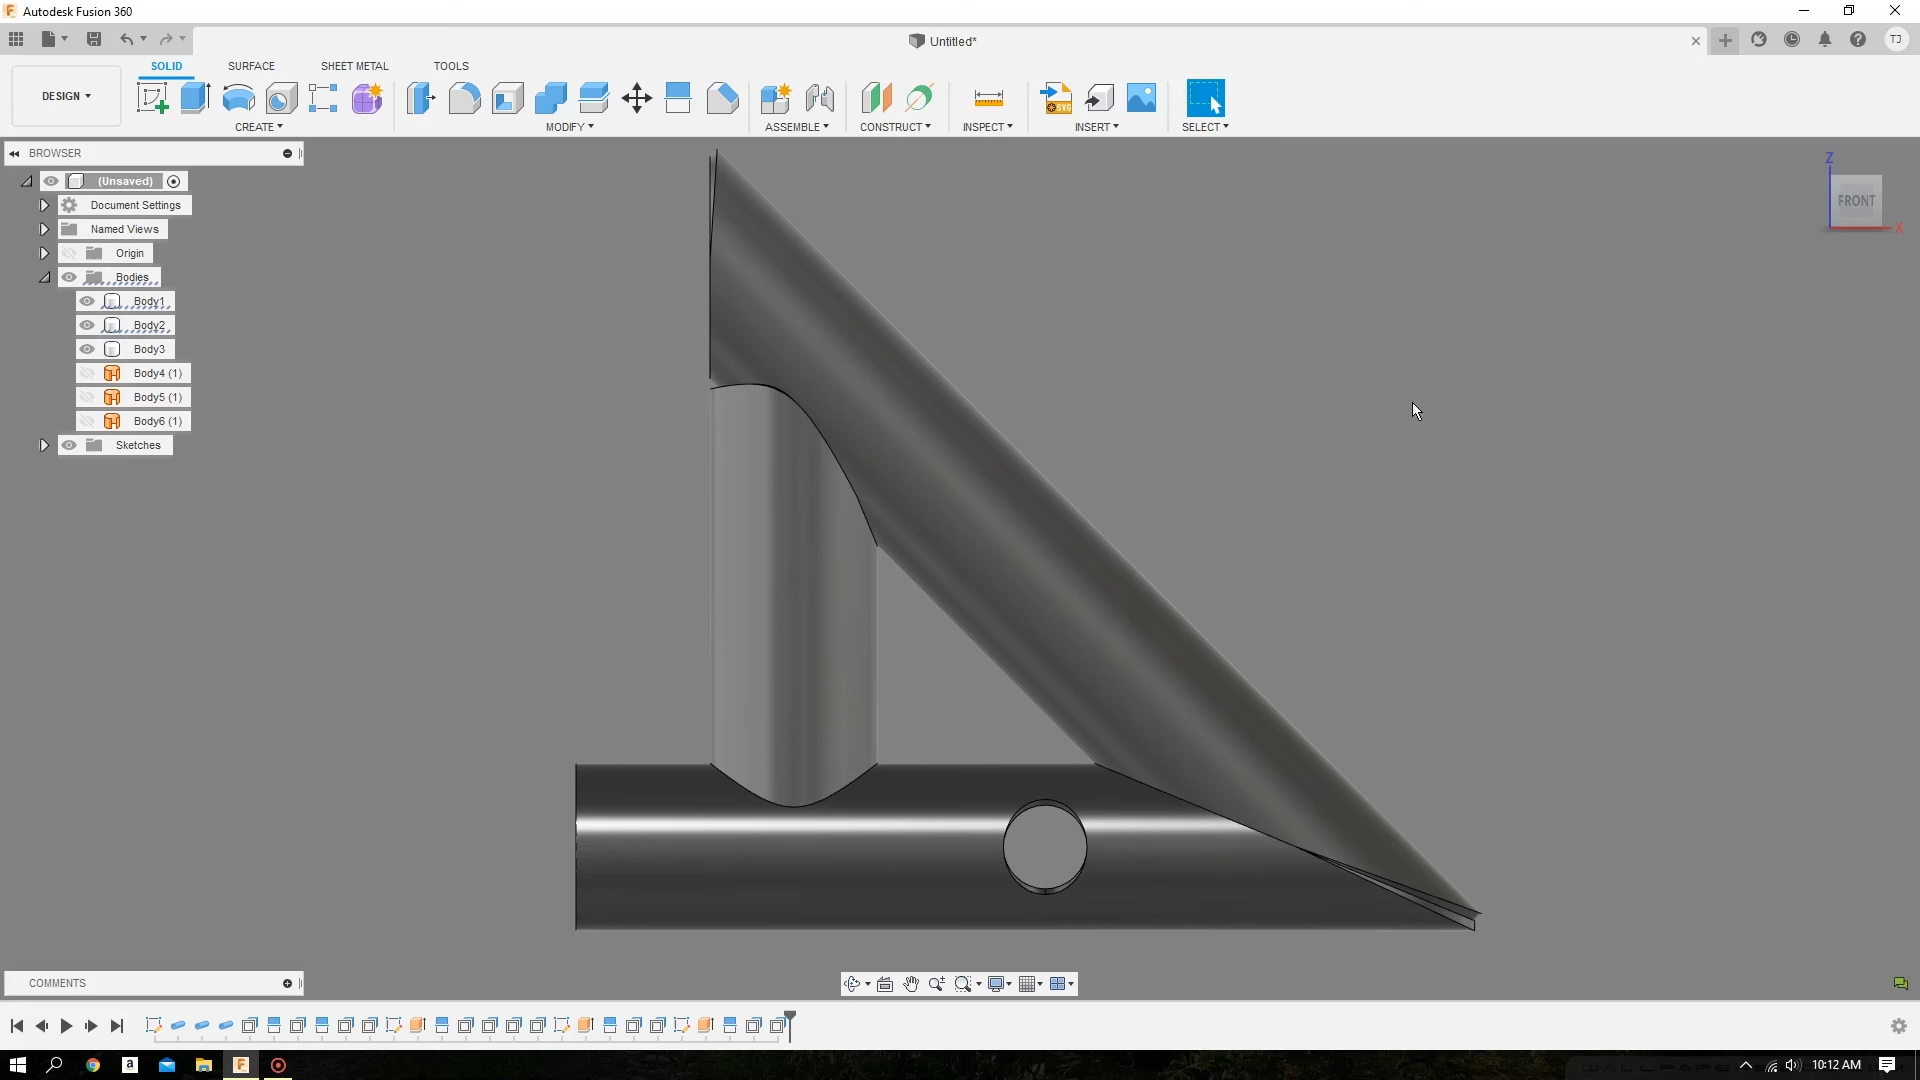 Autodesk Fusion 360
Untitled*
TJ
SOLID SURFACE SHEET METAL TOOLS
DESIGN
SVG
CREATE MODIFY ASSEMBLE CONSTRUCT INSPECT INSERT SELECT
BROWSER
(Unsaved)
Document Settings
Named Views
Origin
Bodies
Body1
Body2
Body3
Body4 (1)
Body5 (1)
Body6 (1)
Sketches
Z
FRONT
X
COMMENTS
10:12 AM